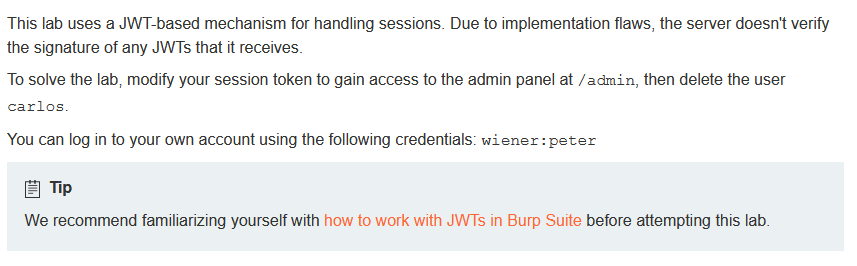 This lab uses a JWT-based mechanism for handling sessions. Due to implementation flaws, the server doesn't verify
the signature of any JWTs that it receives.
To solve the lab, modify your session token to gain access to the admin panel at /admin, then delete the user
carlos.
You can log in to your own account using the following credentials: wiener:peter
Tip
We recommend familiarizing yourself with how to work with JWTs in Burp Suite before attempting this lab.